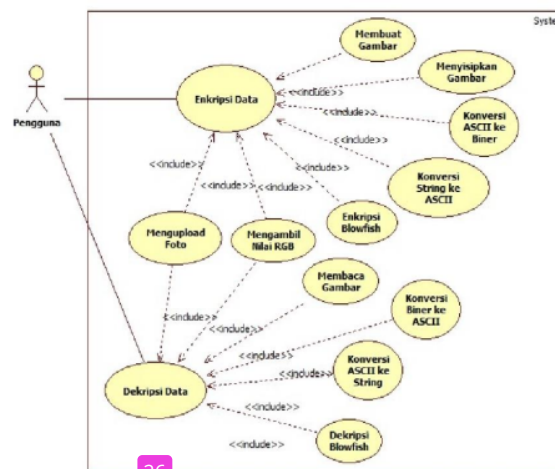 Syste
Membuat
Gambar
Enkripsi Data
<<include>>
Menyisipkan
Gambar
Pengguna
<<include>>
Konversi
ASCII ke
Biner
<<include>>
<<include>>
<<include>>
<<include>>
Konversi
String ke
ASCII
Mengupload
Foto
Mengambil
Nilai RGB
Enkripsi
Blowfish
Membaca
Gambar
Konversi
Biner ke
ASCII
<<include>>
<<include>>
Konversi
ASCII ke
String
Dekripsi Data
<<include>>
<<include>>
<<include>>
Dekripsi
Blowfish
26